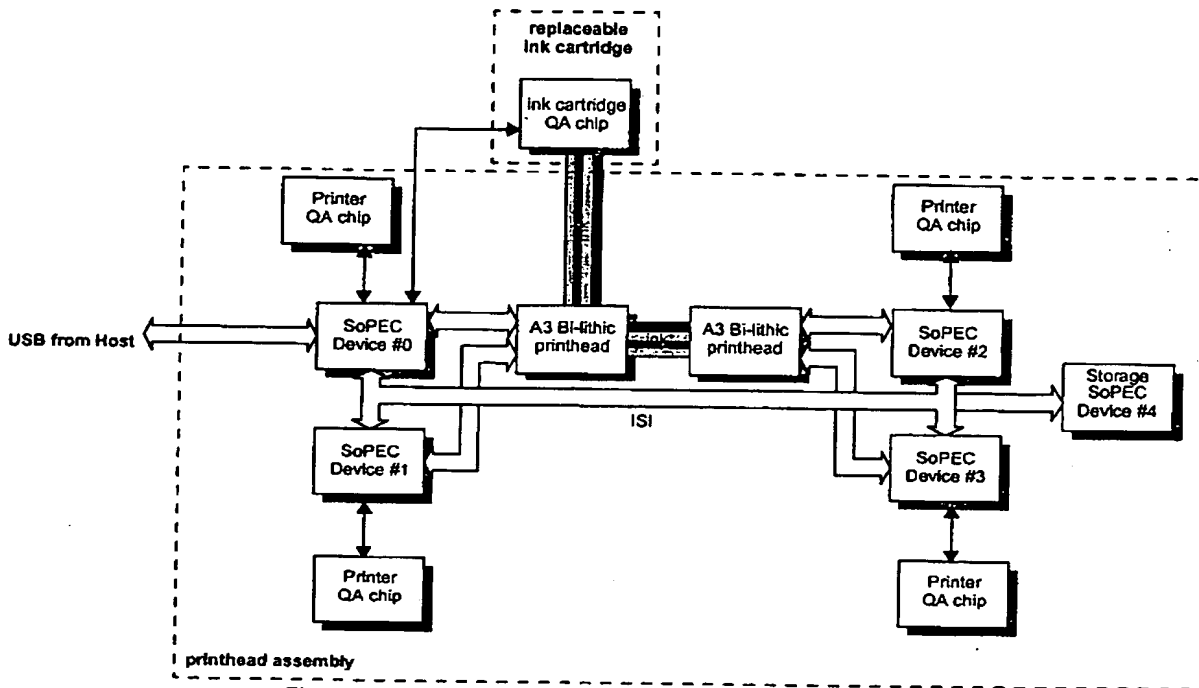 replaceable
ink cartridge
ink cartridge
QA chip
Printer
QA chip
Printer
QA chip
ink
USB from Host
SoPEC
Device #0
A3 Bi-lithic
printhead
ink
A3 Bi-lithic
printhead
SoPEC
Device #2
Storage
SoPEC
Device #4
ISI
SoPEC
Device #1
SoPEC
Device #3
Printer
QA chip
Printer
QA chip
printhead assembly